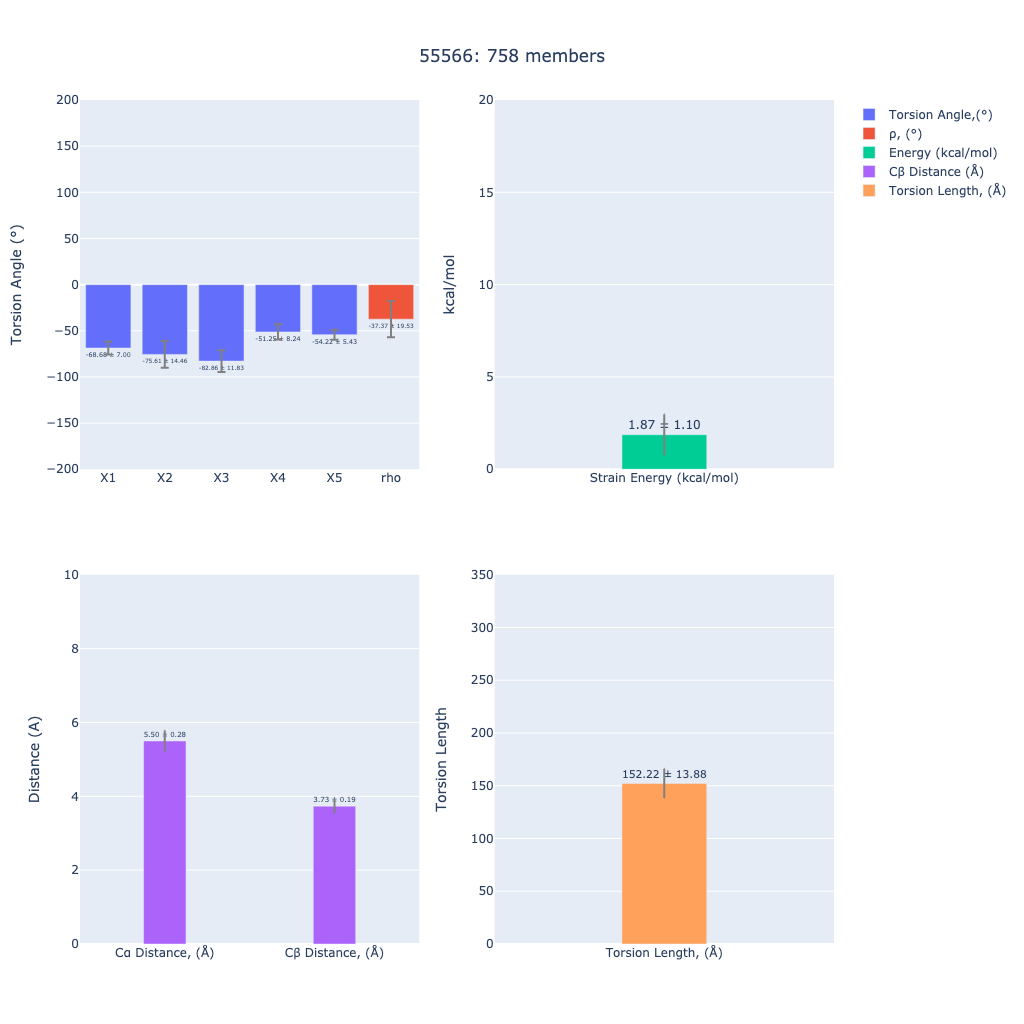 55566: 758 members
Torsion Angle (°)
200
150
100
50
0
−50
−100
−150
−200
-68.68 ± 7.00
-75.61 ± 14.46
-82.86 ± 11.83
± 8.24
-54.22 ± 5.43
-37.37 ± 19.53
X1 X2 X3 X4 X5 rho
kcal/mol
20
15
10
5
0
1.87 ± 1.10
Strain Energy (kcal/mol)
Torsion Angle,(°)
ρ, (°)
Energy (kcal/mol)
Cβ Distance (Å)
Torsion Length, (Å)
Distance (A)
10
8
6
4
2
0
5.50 ± 0.28
3.73 ± 0.19
Cα Distance, (Å) Cβ Distance, (Å)
Torsion Length
350
300
250
200
150
100
50
0
152.22 ± 13.88
Torsion Length, (Å)